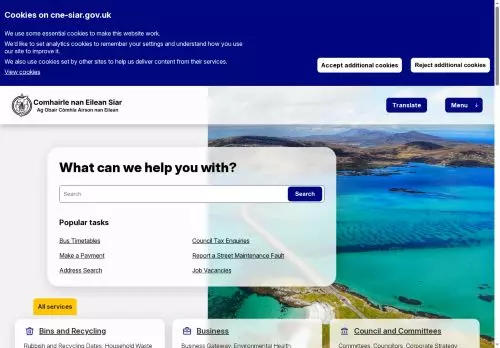 Cookies on cne-siar.gov.uk
We use some essential cookies to make this website work.
We'd like to set analytics cookies to remember your settings and understand how you
use our site to improve it.
We also use cookies set by other sites to help us deliver content from their services.
View cookies
Accept additional cookies
Reject additional cookies
Comhairle nan Eilean Siar
Ag Obair Còmhla Airson nan Eilean
Translate
Menu
What can we help you with?
Search
Search
Popular tasks
Bus Timetables
Council Tax Enquiries
Make a Payment
Report a Street Maintenance Fault
Address Search
Job Vacancies
All services
Bins and Recycling
Business
Council and Committees
Rubbish and Recycling Dates, Household Waste
Business Gateway, Environmental Health
Committees, Councillors, Corporate Strategy